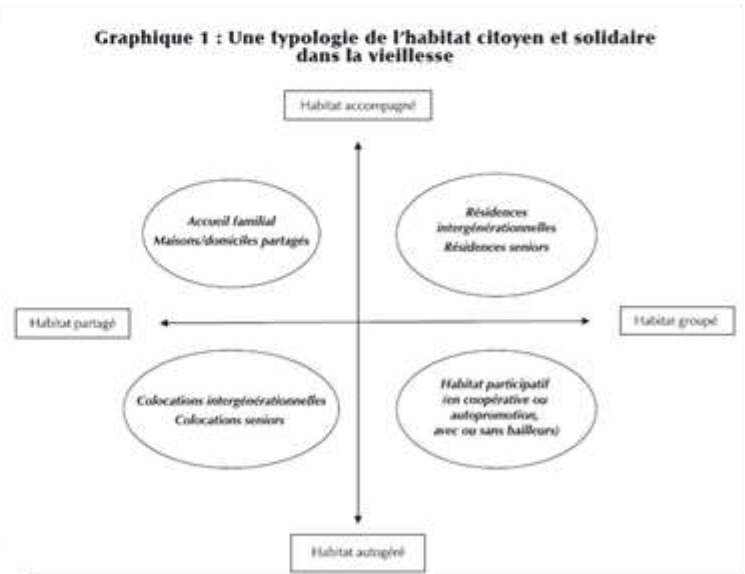 Graphique 1 : Une typologie de l'habitat citoyen et solidaire
dans la vieillesse
Habitat accompagné
Accueil familial
Maisons/domiciles partagés
Résidences
intergénérationnelles
Résidences seniors
Habitat partagé
Habitat groupé
Colocations intergénérationnelles
Colocations seniors
Habitat participatif
(en coopérative ou
autopromotion,
avec ou sans bailleurs)
Habitat autogéré